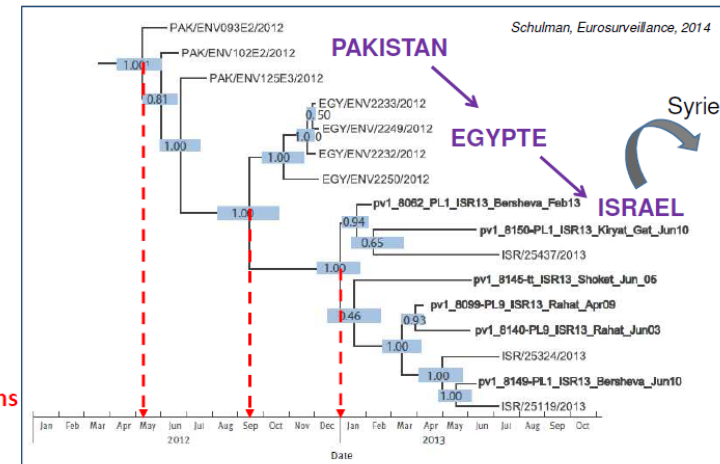 Schulman, Eurosurveillance, 2014
PAK/ENV093E2/2012
PAKISTAN
PAK/ENV102E2/2012
1.00
PAK/ENV125E3/2012
0.81
EGY/ENV2233/2012
0.50
Syrie
EGY/ENV/2249/2012
EGYPTE
1.00
EGY/ENV2232/2012
1.00
1.00
EGY/ENV2250/2012
pv1_8062_PL1_ISR13_Bersheva_Feb13
ISRAEL
1.00
0.94
pv1_8150-PL1_ISR13_Kiryat_Gat_Jun10
0.65
ISR/25437/2013
1.00
pv1_8145-tt_ISR13_Shoket_Jun_05
pv1_8099-PL9_ISR13_Rahat_Apr09
0.46
0.93
pv1_8140-PL9_ISR13_Rahat_Jun03
1.00
ISR/25324/2013
1.00
pv1_8149-PL1_ISR13_Bersheva_Jun10
1.00
ISR/25119/2013
ns
Jan Feb Mar Apr May Jun Jul Aug Sep Oct Nov Dec Jan Feb Mar Apr May Jun Jul Aug Sep Oct
2012 2013
Date